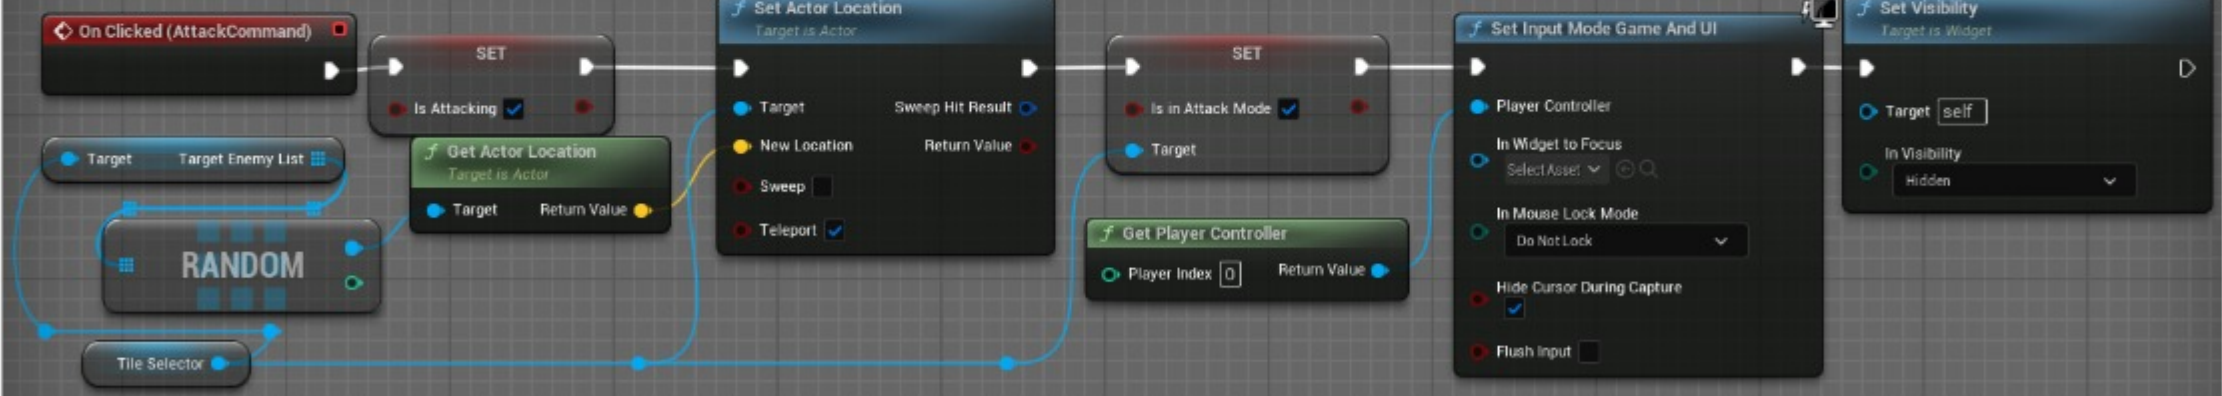 On Clicked (AttackCommand)
SET
Is Attacking
Target Target Enemy List
RANDOM
Tile Selector
f Get Actor Location
Target is Actor
Target Return Value
f Set Actor Location
Target is Actor
Target Sweep Hit Result
New Location Return Value
Sweep
Teleport
SET
Is in Attack Mode
Target
f Get Player Controller
Player Index 0 Return Value
f Set Input Mode Game And UI
Player Controller
In Widget to Focus
Select Asset
In Mouse Lock Mode
Do Not Lock
Hide Cursor During Capture
Flush Input
f Set Visibility
Target is Widget
Target self
In Visibility
Hidden